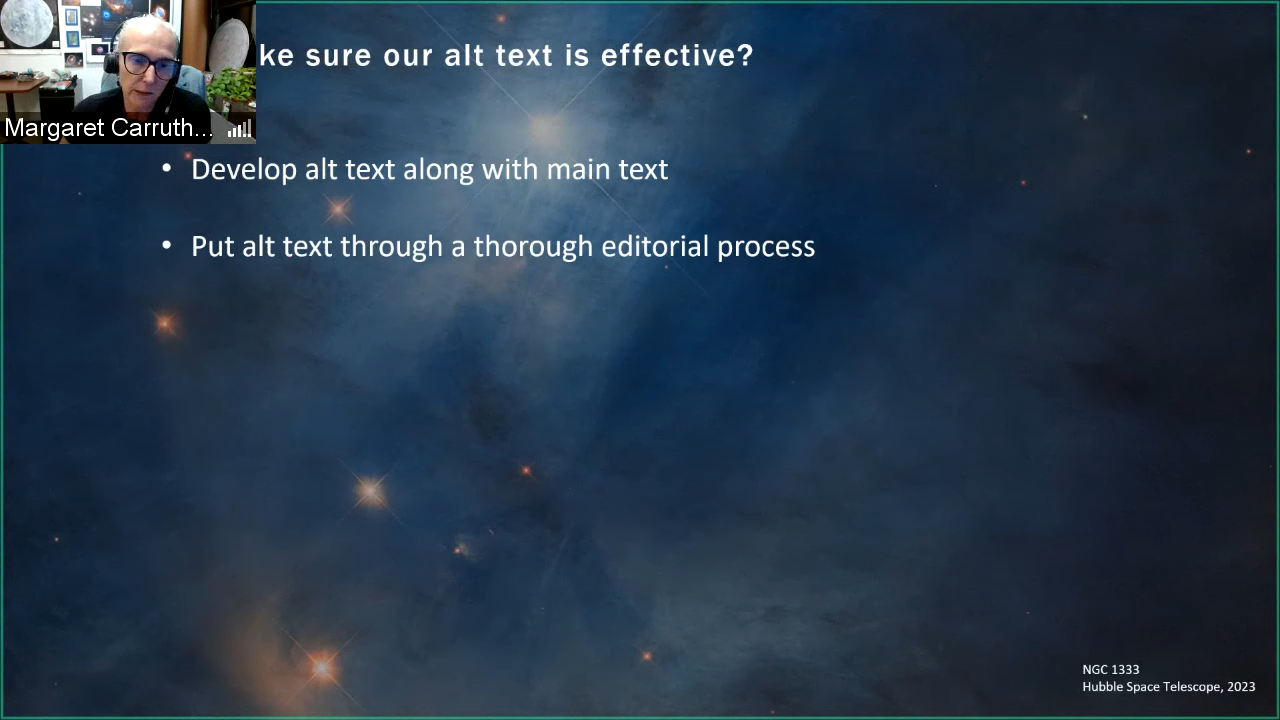 ke sure our alt text is effective?
Margaret Carruth...
• Develop alt text along with main text
• Put alt text through a thorough editorial process
NGC 1333
Hubble Space Telescope, 2023